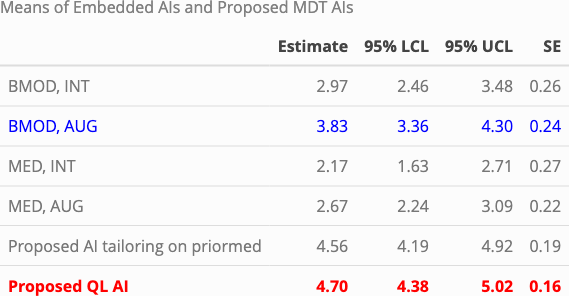 Means of Embedded AIs and Proposed MDT AIs
Estimate 95% LCL 95% UCL SE
BMOD, INT 2.97 2.46 3.48 0.26
BMOD, AUG 3.83 3.36 4.30 0.24
MED, INT 2.17 1.63 2.71 0.27
MED, AUG 2.67 2.24 3.09 0.22
Proposed AI tailoring on priormed 4.56 4.19 4.92 0.19
Proposed QL AI 4.70 4.38 5.02 0.16